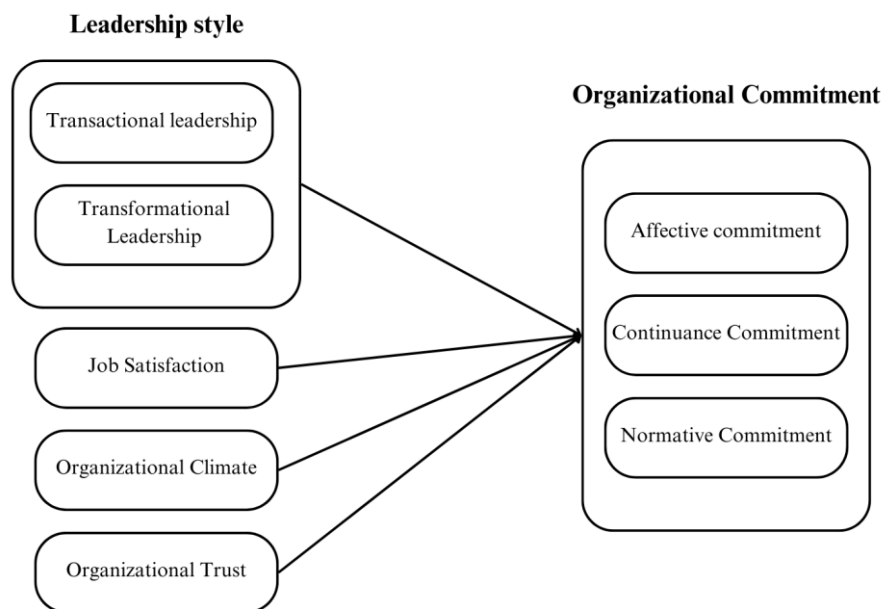 Leadership style
Transactional leadership
Transformational
Leadership
Job Satisfaction
Organizational Climate
Organizational Trust
Organizational Commitment
Affective commitment
Continuance Commitment
Normative Commitment